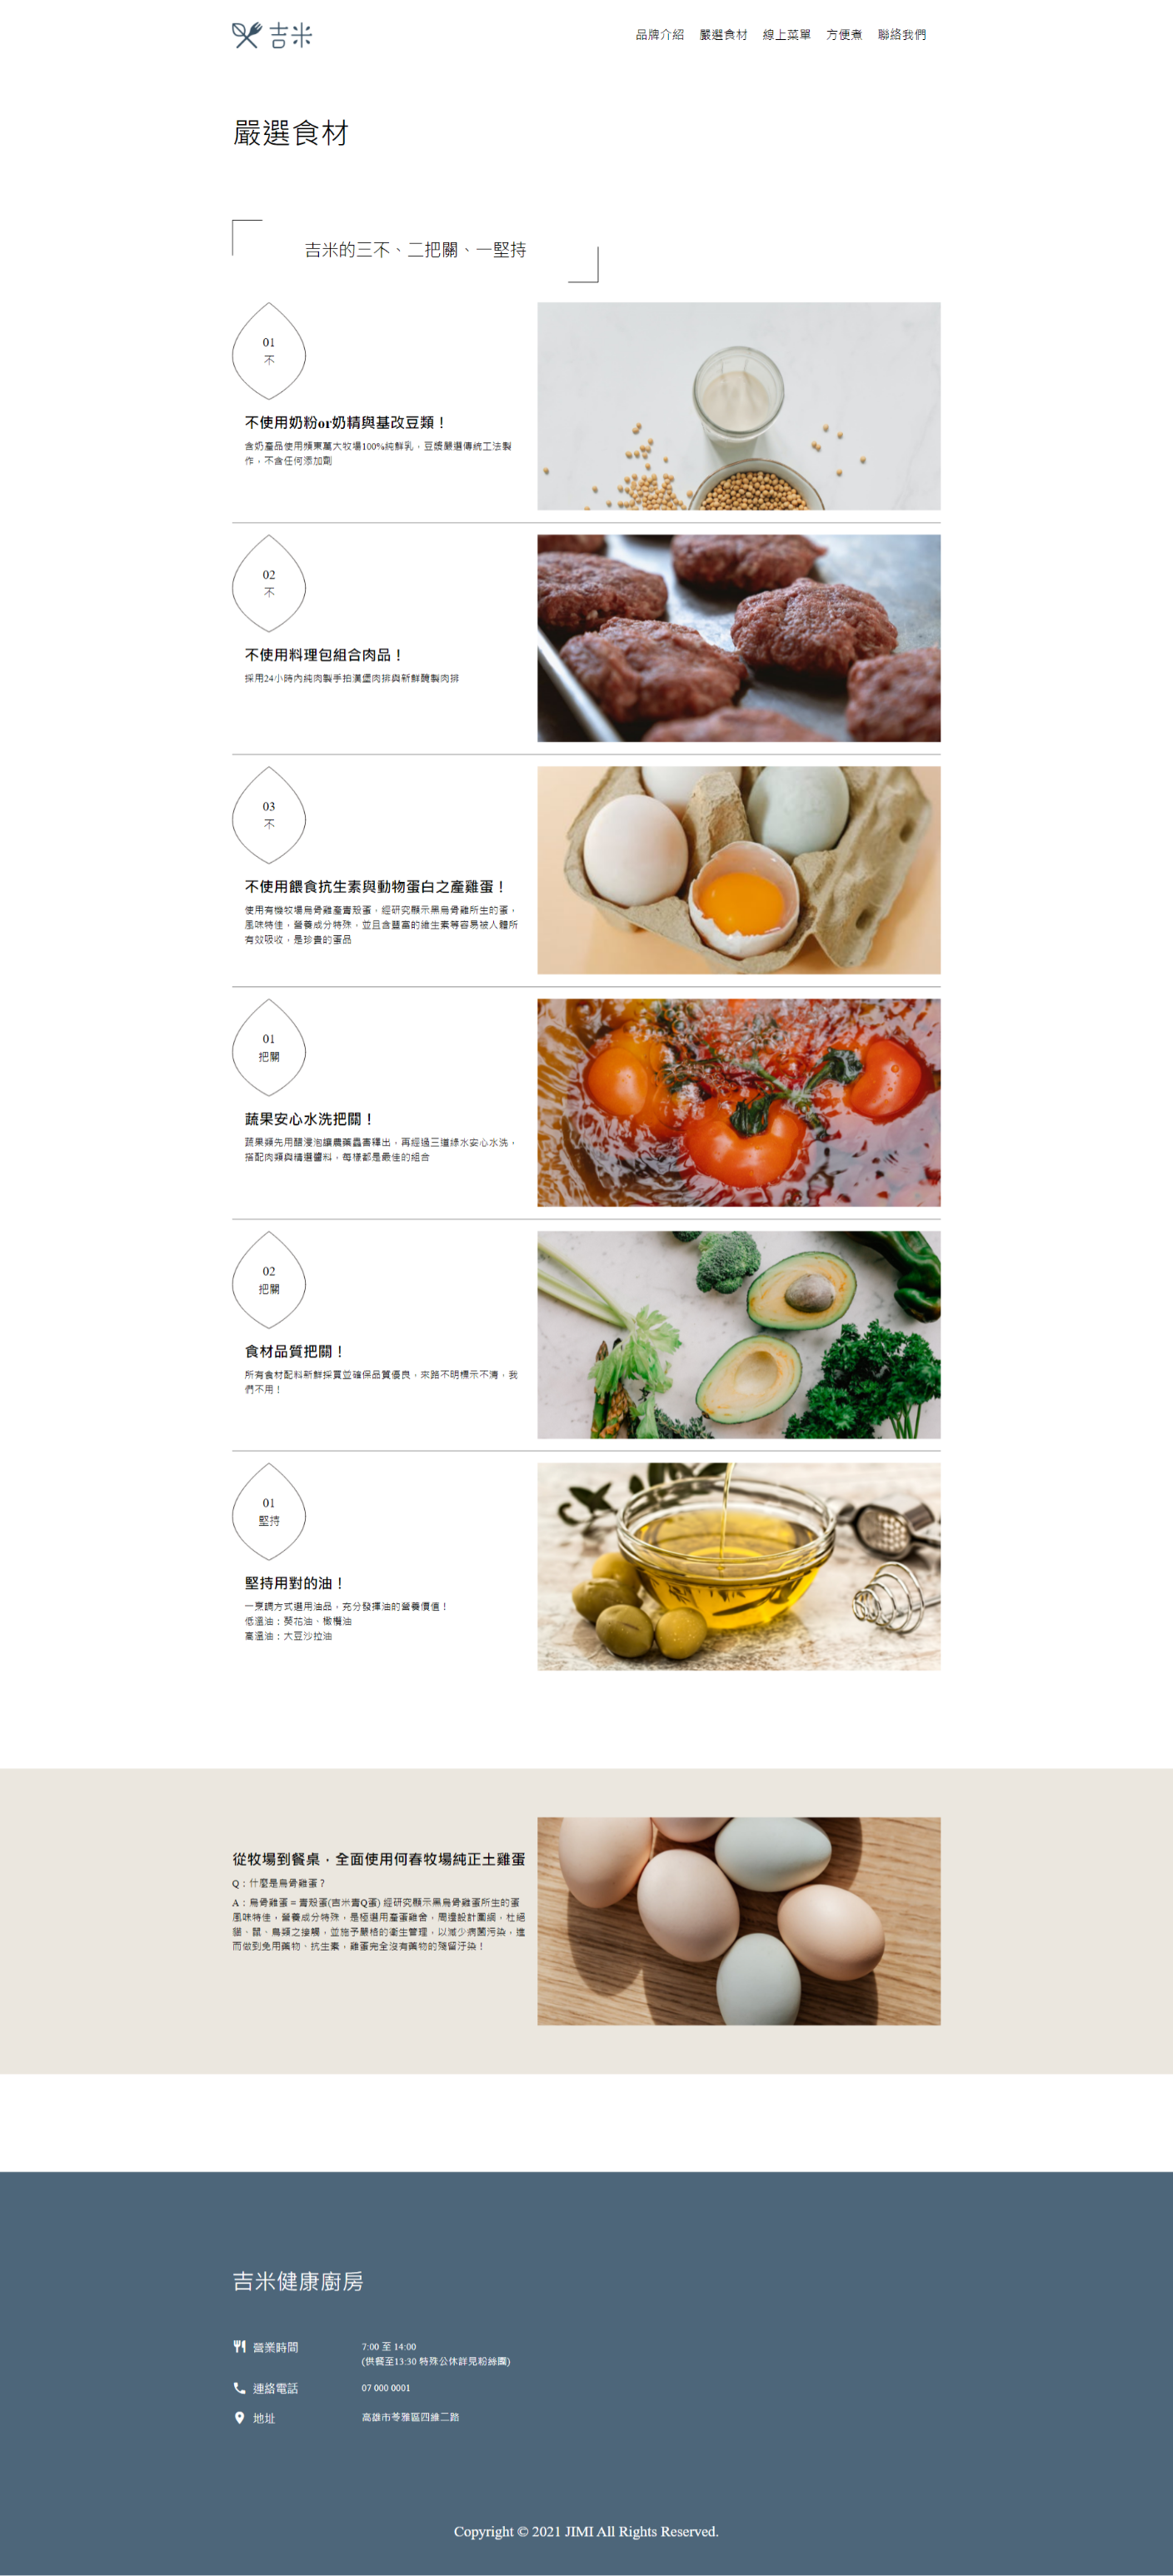 吉米
品牌介紹 嚴選食材 線上菜單 方便煮 聯絡我們
嚴選食材
吉米的三不、二把關、一堅持
01
不
不使用奶粉or奶精與基改豆類！
含奶產品使用頻東萬大牧場100%純鮮乳，豆漿嚴選傳統工法製
作，不含任何添加劑
02
不
不使用料理包組合肉品！
採用24小時內純肉製手拍漢堡肉排與新鮮醃製肉排
03
不
不使用餵食抗生素與動物蛋白之產雞蛋！
使用有機牧場烏骨雞產青殼蛋，經研究顯示黑烏骨雞所生的蛋，
風味特佳，營養成分特殊，並且含豐富的維生素等容易被人體所
有效吸收，是珍貴的蛋品
01
把關
蔬果安心水洗把關！
蔬果類先用醋浸泡讓農藥蟲害釋出，再經過三道綠水安心水洗，
搭配肉類與精選醬料，每樣都是最佳的組合
02
把關
食材品質把關！
所有食材配料新鮮採買並確保品質優良，來路不明標示不清，我
們不用！
01
堅持
堅持用對的油！
一烹調方式選用油品，充分發揮油的營養價值！
低溫油：葵花油、橄欖油
高溫油：大豆沙拉油
從牧場到餐桌，全面使用何春牧場純正土雞蛋
Q：什麼是烏骨雞蛋？
A：烏骨雞蛋 = 青殼蛋(吉米青Q蛋) 經研究顯示黑烏骨雞蛋所生的蛋
風味特佳，營養成分特殊，是極選用產蛋雞舍，周邊設計圍網，杜絕
貓、鼠、鳥類之接觸，並施予嚴格的衛生管理，以減少病菌污染，進
而做到免用藥物、抗生素，雞蛋完全沒有藥物的殘留汙染！
吉米健康廚房
營業時間 7:00 至 14:00
(供餐至13:30 特殊公休詳見粉絲團)
連絡電話 07 000 0001
地址 高雄市苓雅區四維二路
Copyright © 2021 JIMI All Rights Reserved.